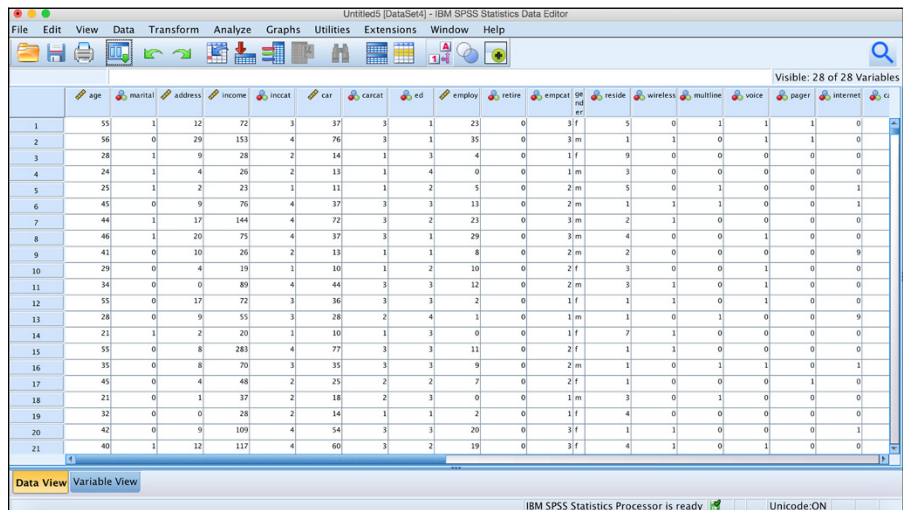 Untitled5 [DataSet4] - IBM SPSS Statistics Data Editor
File Edit View Data Transform Analyze Graphs Utilities Extensions Window Help
Visible: 28 of 28 Variables
age marital address income inccat car carcat ed employ retire empcat gender reside wireless multline voice pager internet ca
1 55 1 12 72 3 37 3 1 23 0 3 f 5 0 1 1 1 0
2 56 0 29 153 4 76 3 1 35 0 3 m 1 1 0 1 1 0
3 28 1 9 28 2 14 1 3 4 0 1 f 9 0 0 0 0 0
4 24 1 4 26 2 13 1 4 0 0 1 m 3 0 0 0 0 0
5 25 1 2 23 1 11 1 2 5 0 2 m 5 0 1 0 0 1
6 45 0 9 76 4 37 3 3 13 0 2 m 1 1 1 0 0 1
7 44 1 17 144 4 72 3 2 23 0 3 m 2 1 0 0 0 0
8 46 1 20 75 4 37 3 1 29 0 3 m 4 0 0 1 0 0
9 41 0 10 26 2 13 1 1 8 0 2 m 2 0 0 0 0 9
10 29 0 4 19 1 10 1 2 10 0 2 f 3 0 0 1 0 0
11 34 0 0 89 4 44 3 3 12 0 2 m 3 1 0 1 0 0
12 55 0 17 72 3 36 3 3 2 0 1 f 1 1 0 1 0 0
13 28 0 9 55 3 28 2 4 1 0 1 m 1 0 1 0 0 9
14 21 1 2 20 1 10 1 3 0 0 1 f 7 1 0 0 0 0
15 55 0 8 283 4 77 3 3 11 0 2 f 1 1 0 0 0 0
16 35 0 8 70 3 35 3 3 9 0 2 m 1 0 1 1 0 1
17 45 0 4 48 2 25 2 2 7 0 2 f 1 0 0 0 1 0
18 21 0 1 37 2 18 2 3 0 0 1 m 3 0 1 0 0 0
19 32 0 0 28 2 14 1 1 2 0 1 f 4 0 0 0 0 0
20 42 0 9 109 4 54 3 3 20 0 3 f 1 1 0 0 0 1
21 40 1 12 117 4 60 3 2 19 0 3 f 4 1 0 1 0 0
Data View Variable View
IBM SPSS Statistics Processor is ready Unicode:ON